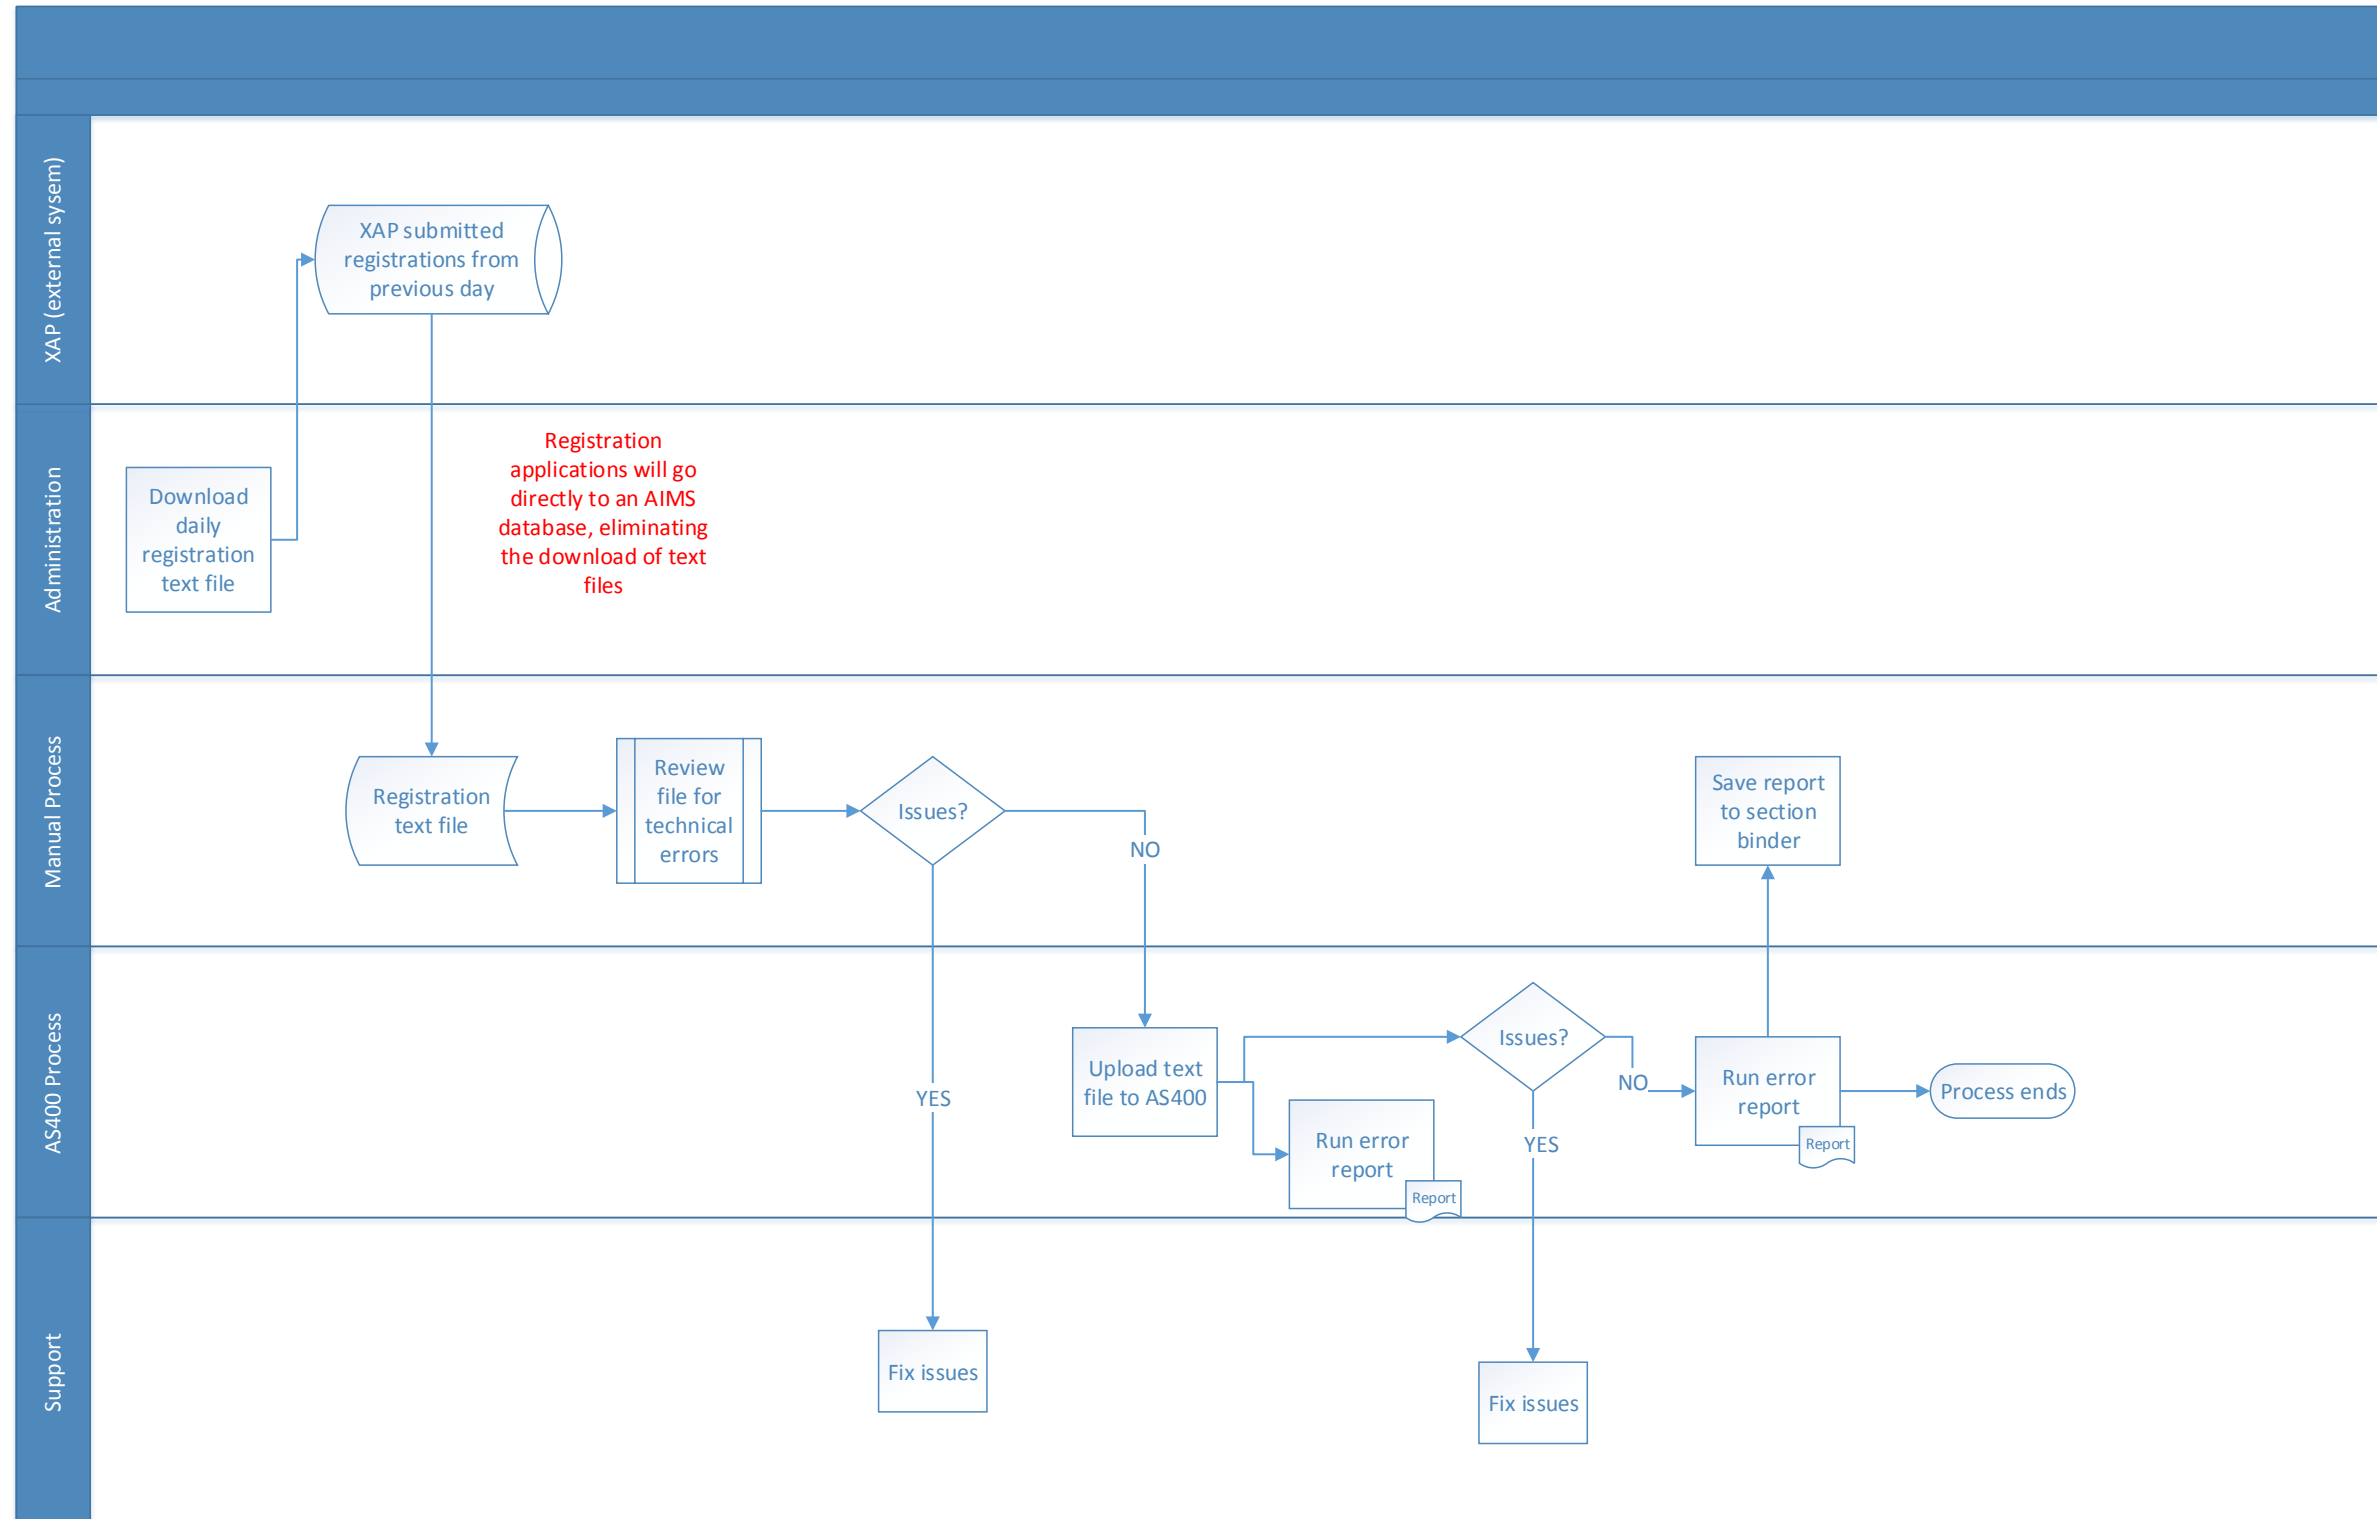 XAP (external sysem)
XAP submitted
registrations from
previous day
Administration
Download
daily
registration
text file
Registration
applications will go
directly to an AIMS
database, eliminating
the download of text
files
Manual Process
Registration
text file
Review
file for
technical
errors
Issues?
NO
Save report
to section
binder
AS400 Process
YES
Upload text
file to AS400
Run error
report
Report
Issues?
NO
YES
Run error
report
Report
Process ends
Support
Fix issues
Fix issues